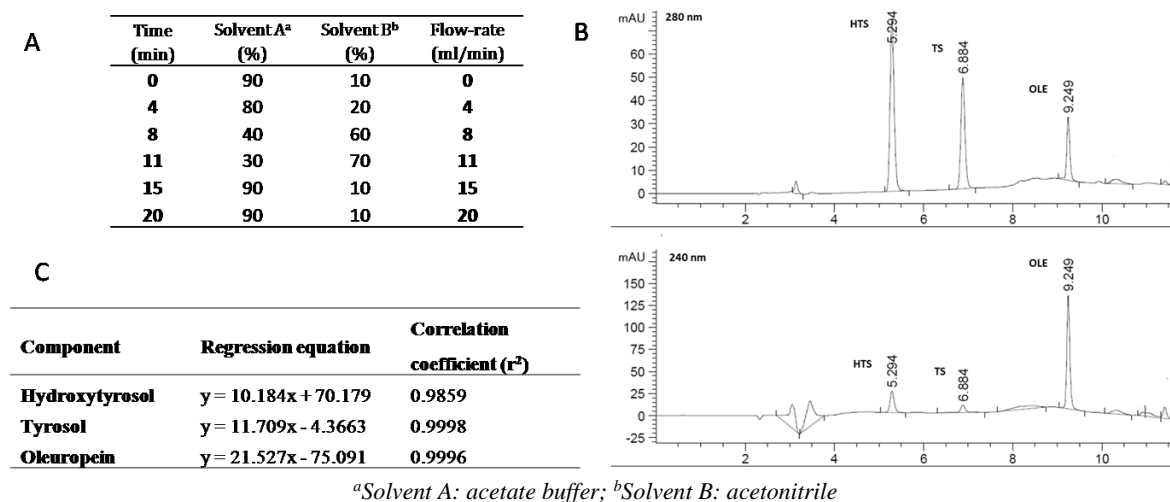 A
Time Solvent Aᵃ Solvent Bᵇ Flow-rate
(min) (%) (%) (ml/min)
0 90 10 0
4 80 20 4
8 40 60 8
11 30 70 11
15 90 10 15
20 90 10 20
B
mAU 280 nm
70
60
50
40
30
20
10
0
HTS 5.294
TS 6.884
OLE 9.249
2 4 6 8 10
mAU 240 nm
150
125
100
75
50
25
0
-25
HTS 5.294
TS 6.884
OLE 9.249
2 4 6 8 10
C
Component Regression equation Correlation
coefficient (r²)
Hydroxytyrosol y = 10.184x + 70.179 0.9859
Tyrosol y = 11.709x - 4.3663 0.9998
Oleuropein y = 21.527x - 75.091 0.9996
ᵃSolvent A: acetate buffer; ᵇSolvent B: acetonitrile